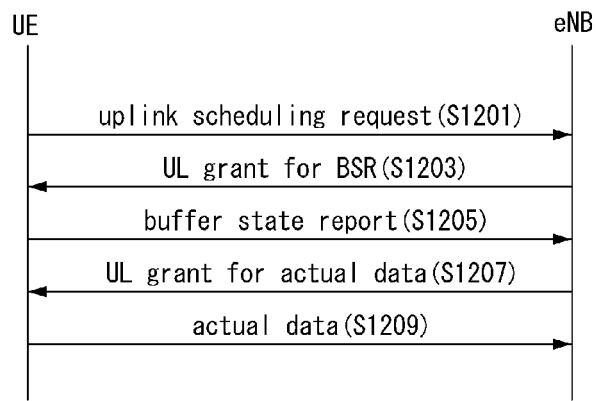 UE eNB
uplink scheduling request(S1201)
UL grant for BSR(S1203)
buffer state report(S1205)
UL grant for actual data(S1207)
actual data(S1209)